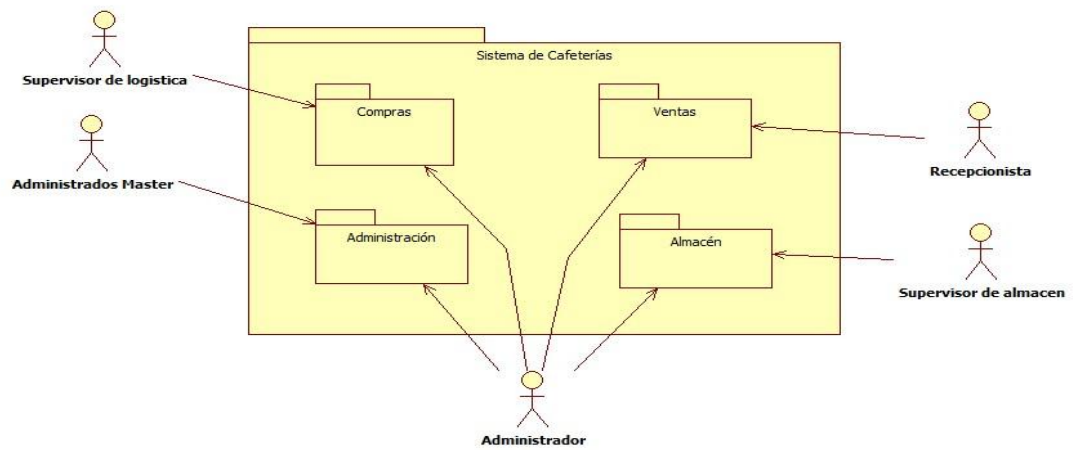 Sistema de Cafeterías
Supervisor de logistica
Compras
Ventas
Recepcionista
Administrados Master
Administración
Almacén
Supervisor de almacen
Administrador